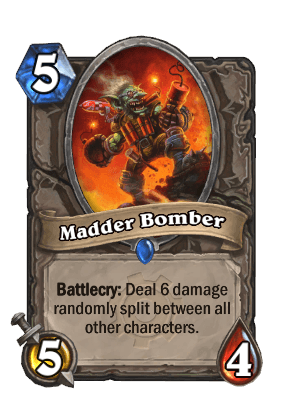 5
Madder Bomber
Battlecry: Deal 6 damage
randomly split between all
other characters.
5
4